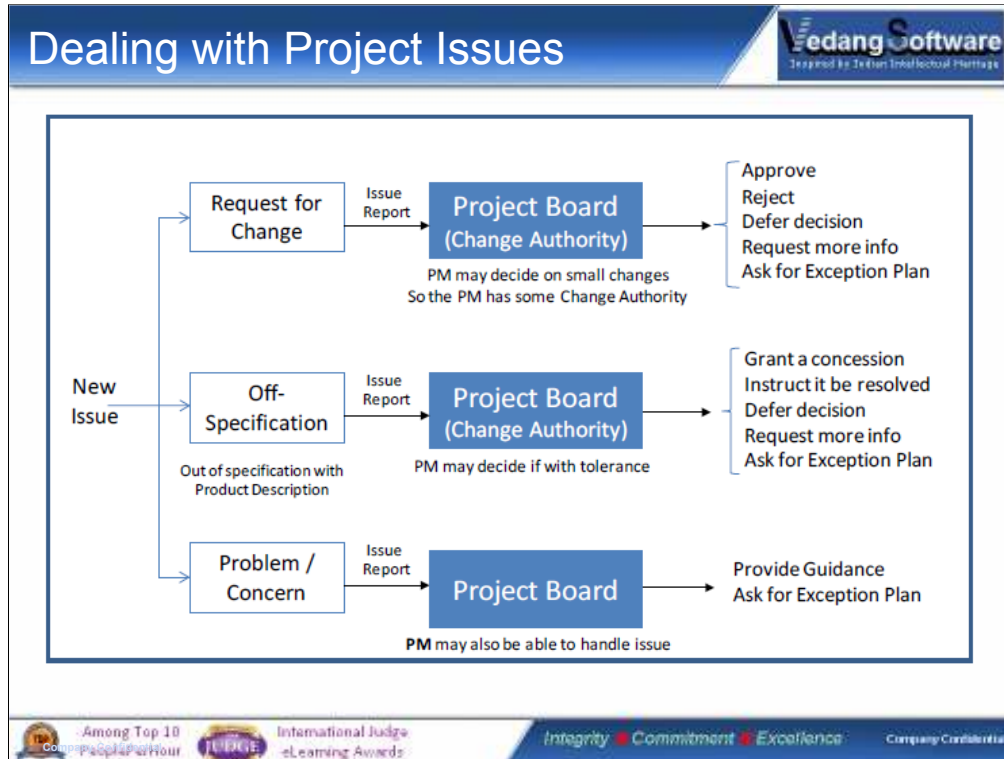 Dealing with Project Issues
Vedang Software
Inspired by Indian Intellectual Heritage
Request for
Change
Issue
Report
Project Board
(Change Authority)
PM may decide on small changes
So the PM has some Change Authority
Approve
Reject
Defer decision
Request more info
Ask for Exception Plan
New
Issue
Off-
Specification
Out of specification with
Product Description
Issue
Report
Project Board
(Change Authority)
PM may decide if with tolerance
Grant a concession
Instruct it be resolved
Defer decision
Request more info
Ask for Exception Plan
Problem /
Concern
Issue
Report
Project Board
PM may also be able to handle issue
Provide Guidance
Ask for Exception Plan
Among Top 10
JUDGE
International Judge
eLearning Awards
Integrity Commitment Excellence
Company Confidential